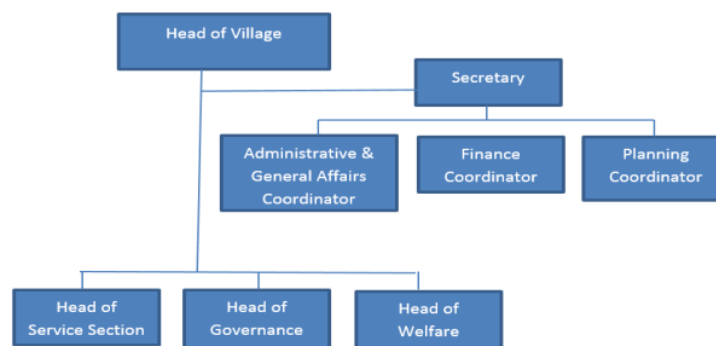 Head of Village
Secretary
Administrative &
General Affairs
Coordinator
Finance
Coordinator
Planning
Coordinator
Head of
Service Section
Head of
Governance
Head of
Welfare